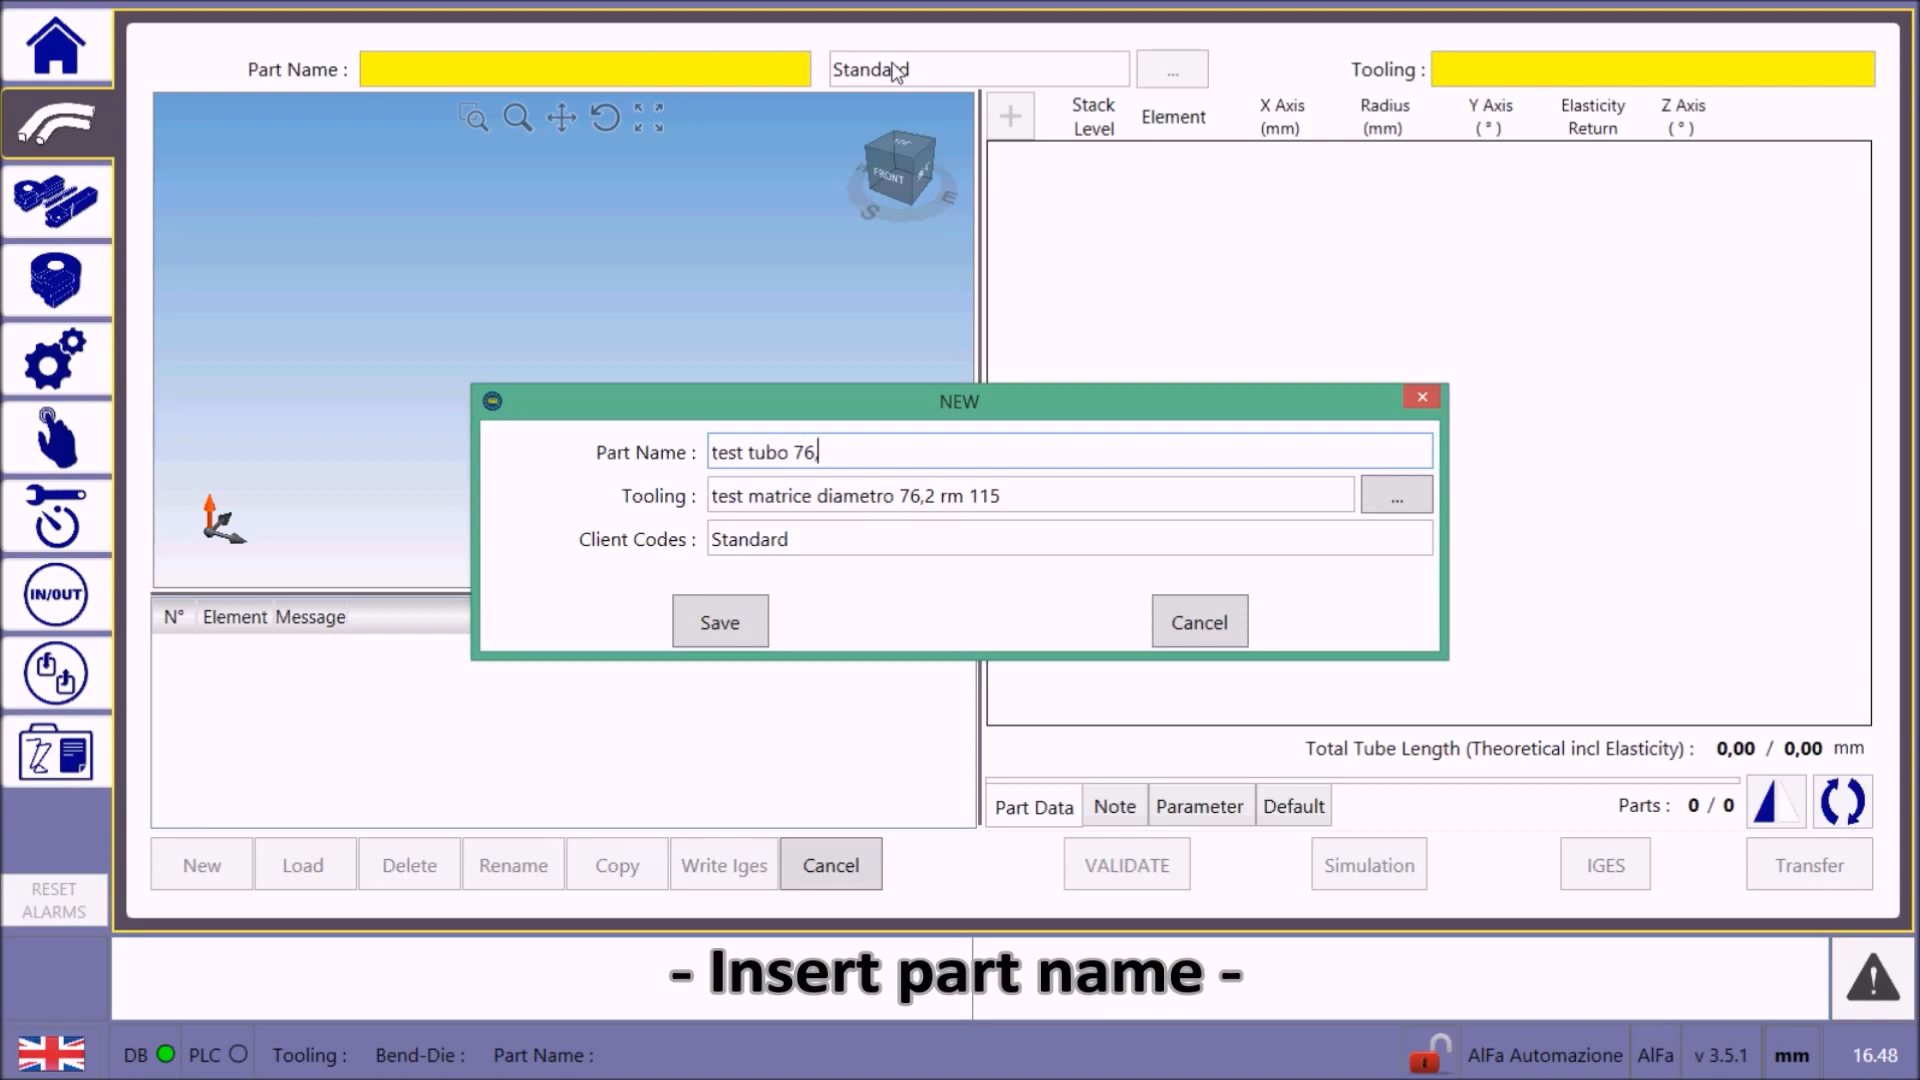 Part Name :
Standard
...
Tooling :
Stack Level
Element
X Axis (mm)
Radius (mm)
Y Axis ( ° )
Elasticity Return
Z Axis ( ° )
+
FRONT
S
E
NEW
Part Name : test tubo 76,
Tooling : test matrice diametro 76,2 rm 115 ...
Client Codes : Standard
Save
Cancel
N° Element Message
IN/OUT
Total Tube Length (Theoretical incl Elasticity) : 0,00 / 0,00 mm
Part Data Note Parameter Default
Parts : 0 / 0
New Load Delete Rename Copy Write Iges Cancel
VALIDATE Simulation IGES Transfer
RESET
ALARMS
- Insert part name -
DB PLC Tooling : Bend-Die : Part Name :
AlFa Automazione AlFa v 3.5.1 mm 16.48